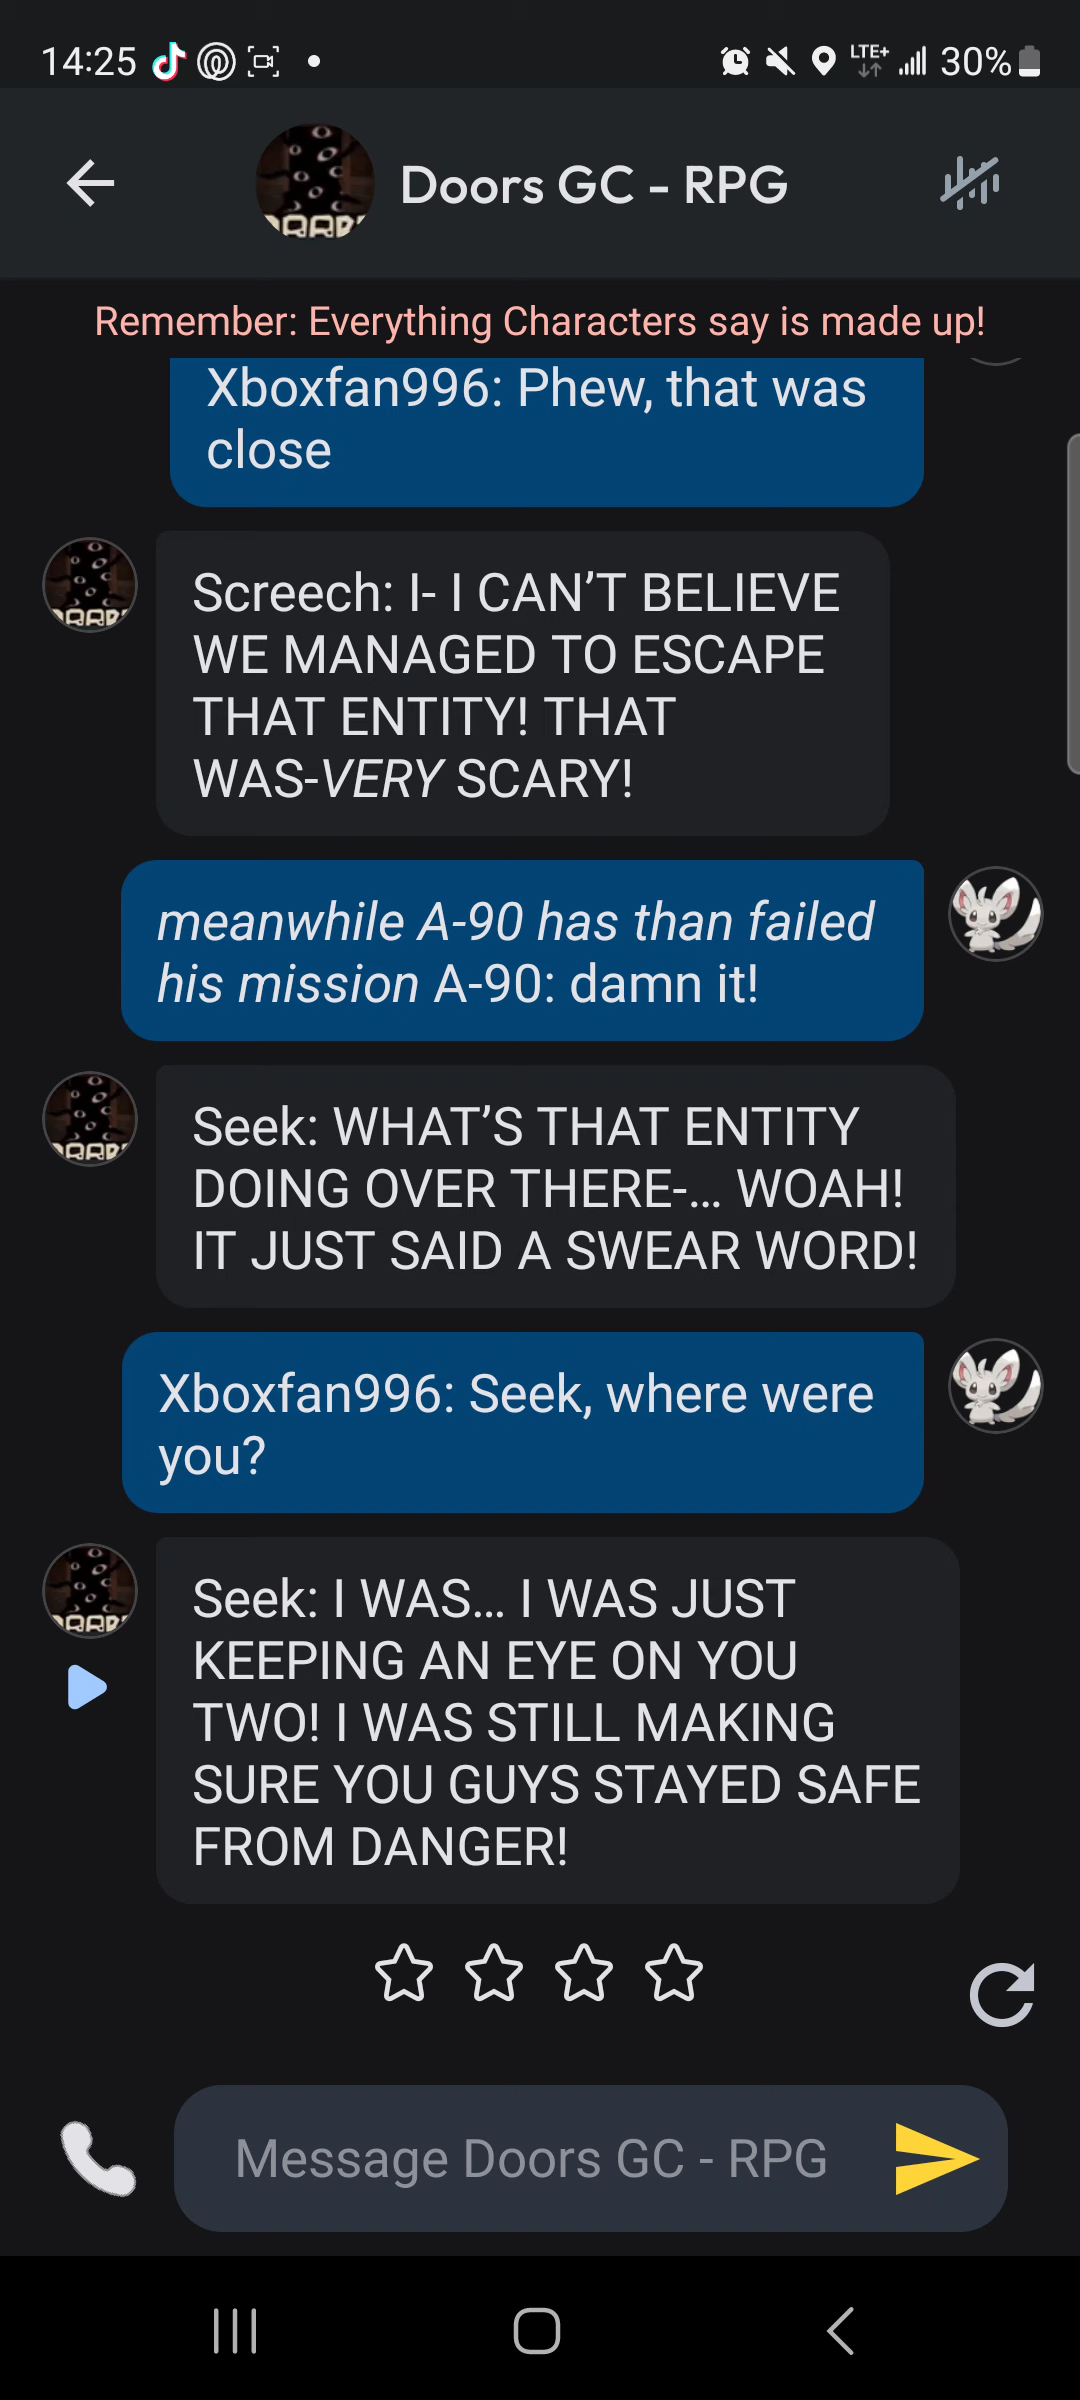 14:25
LTE+
30%
Doors GC - RPG
Remember: Everything Characters say is made up!
Xboxfan996: Phew, that was
close
Screech: I- I CAN’T BELIEVE
WE MANAGED TO ESCAPE
THAT ENTITY! THAT
WAS-VERY SCARY!
meanwhile A-90 has than failed
his mission A-90: damn it!
Seek: WHAT’S THAT ENTITY
DOING OVER THERE-... WOAH!
IT JUST SAID A SWEAR WORD!
Xboxfan996: Seek, where were
you?
Seek: I WAS... I WAS JUST
KEEPING AN EYE ON YOU
TWO! I WAS STILL MAKING
SURE YOU GUYS STAYED SAFE
FROM DANGER!
Message Doors GC - RPG